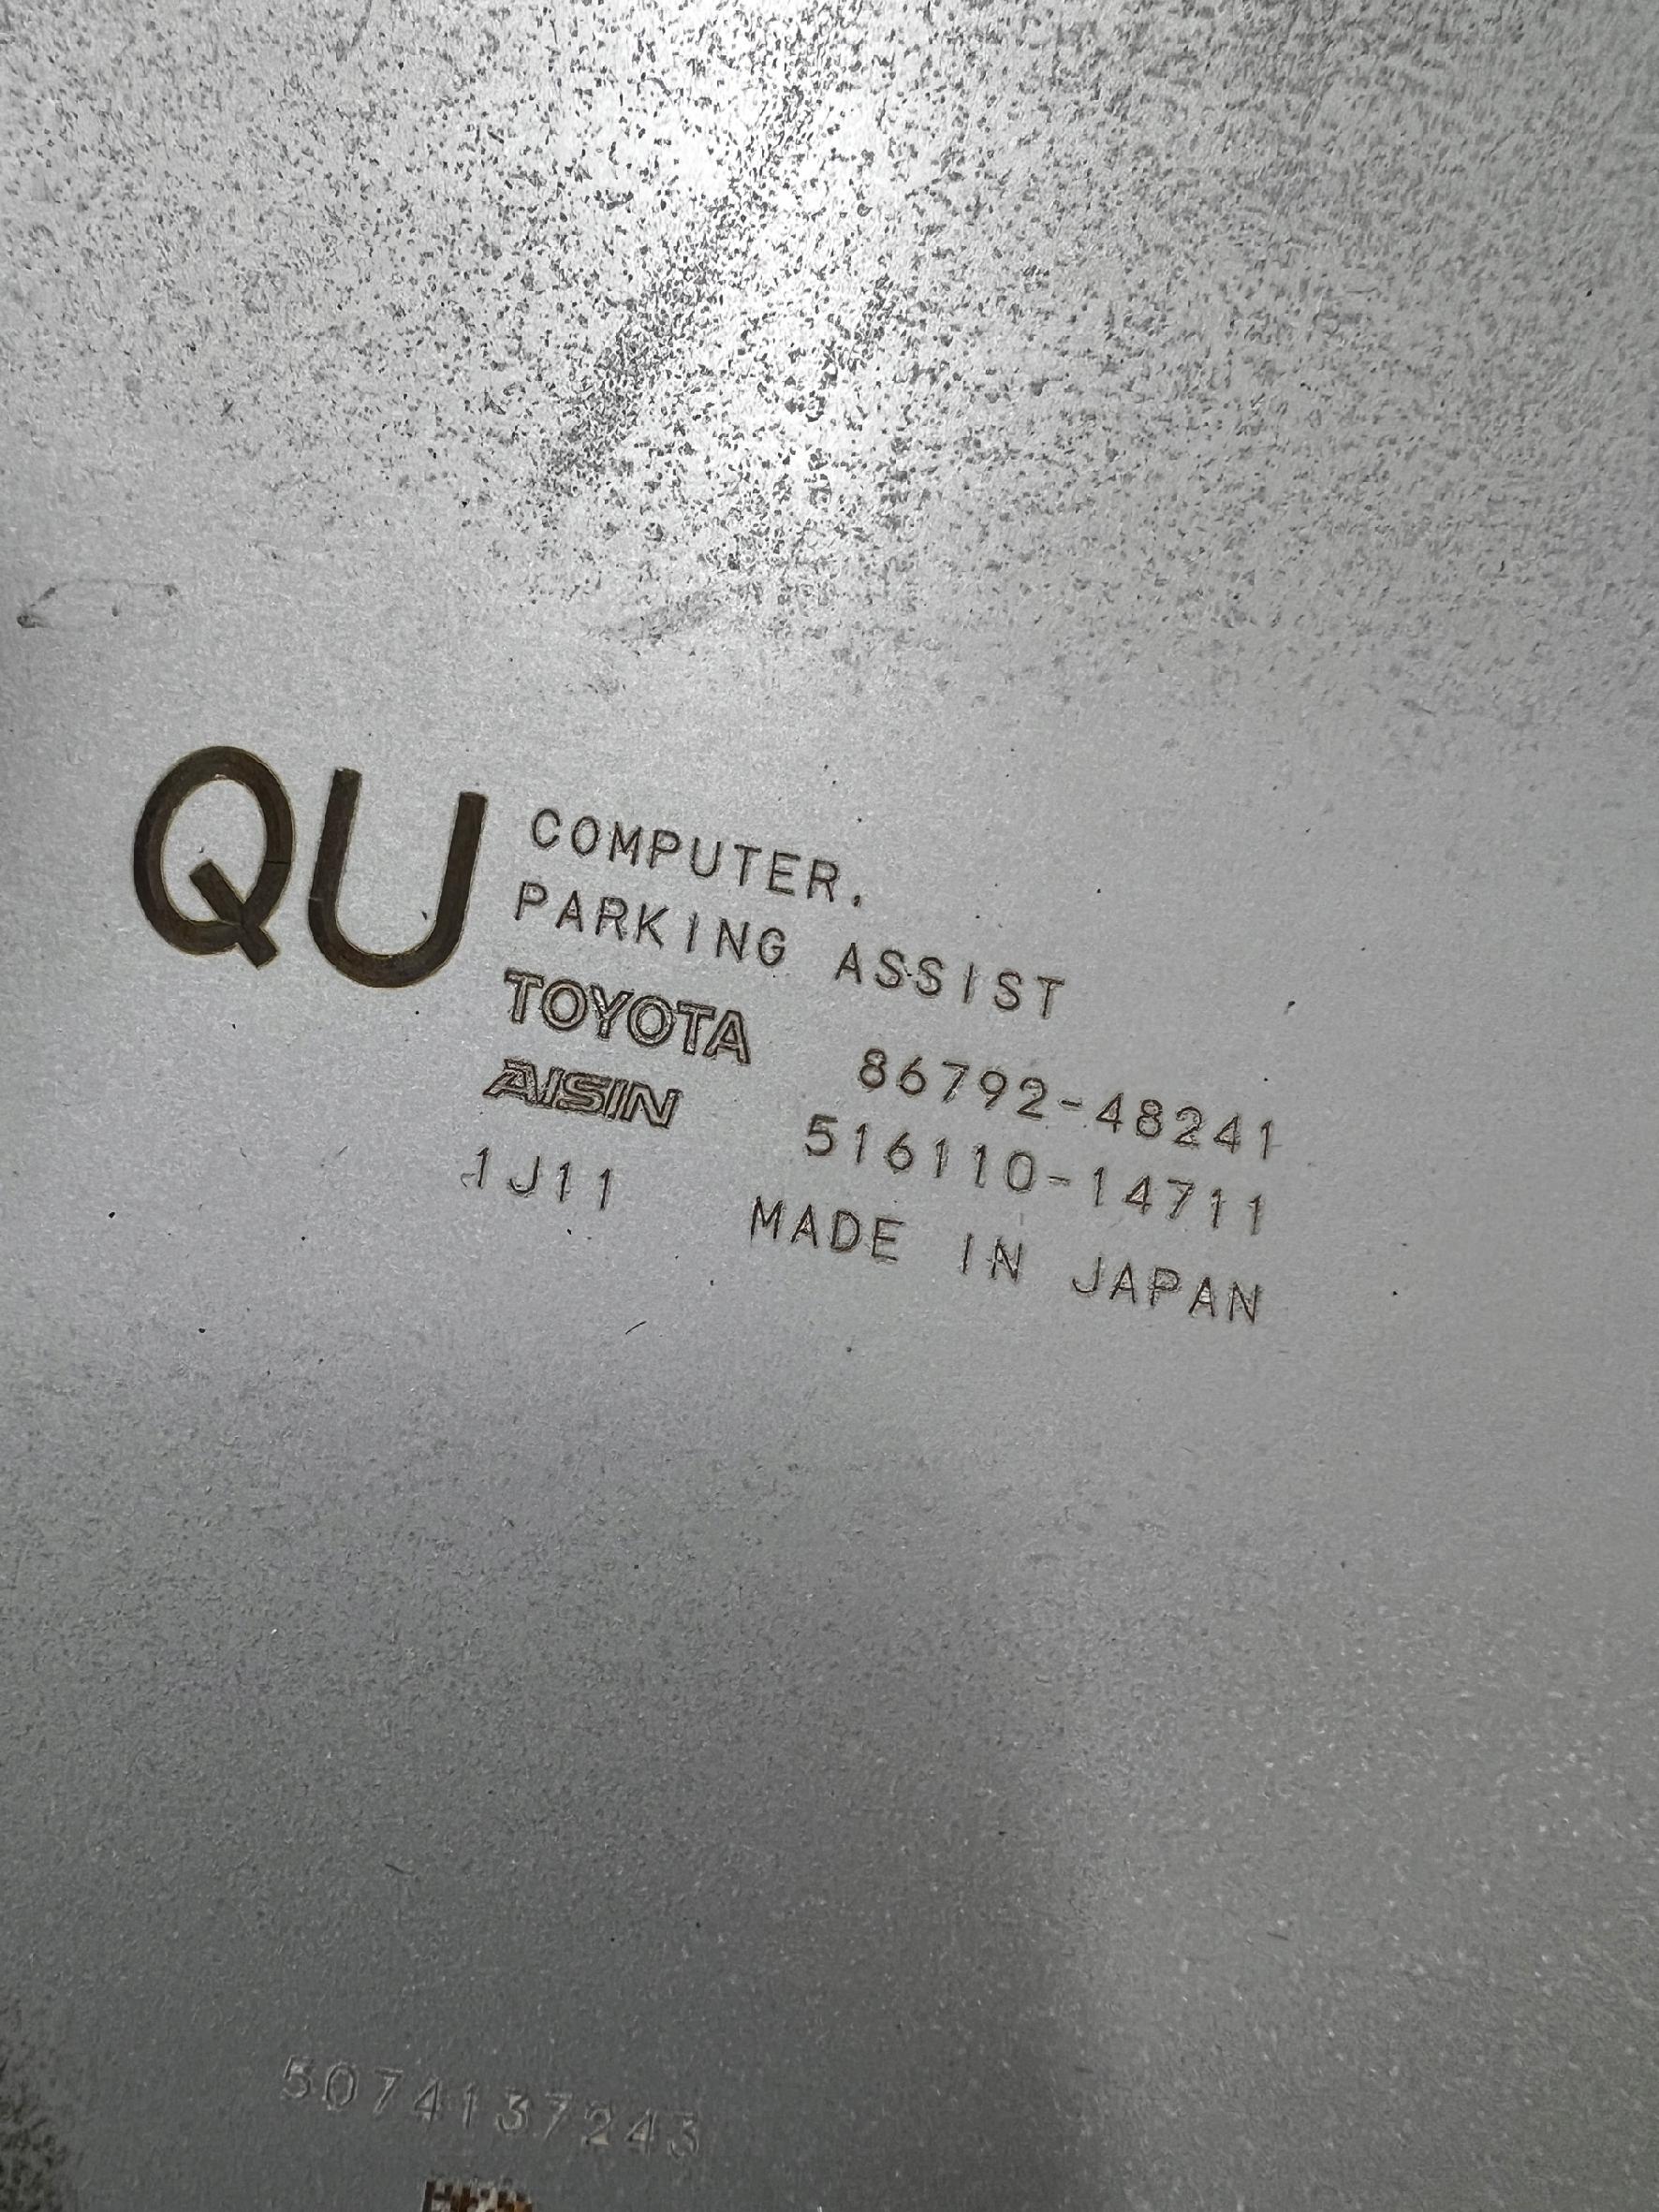 QU
COMPUTER,
PARKING ASSIST
TOYOTA 86792-48241
AISIN 516110-14711
1J11 MADE IN JAPAN
5074137243